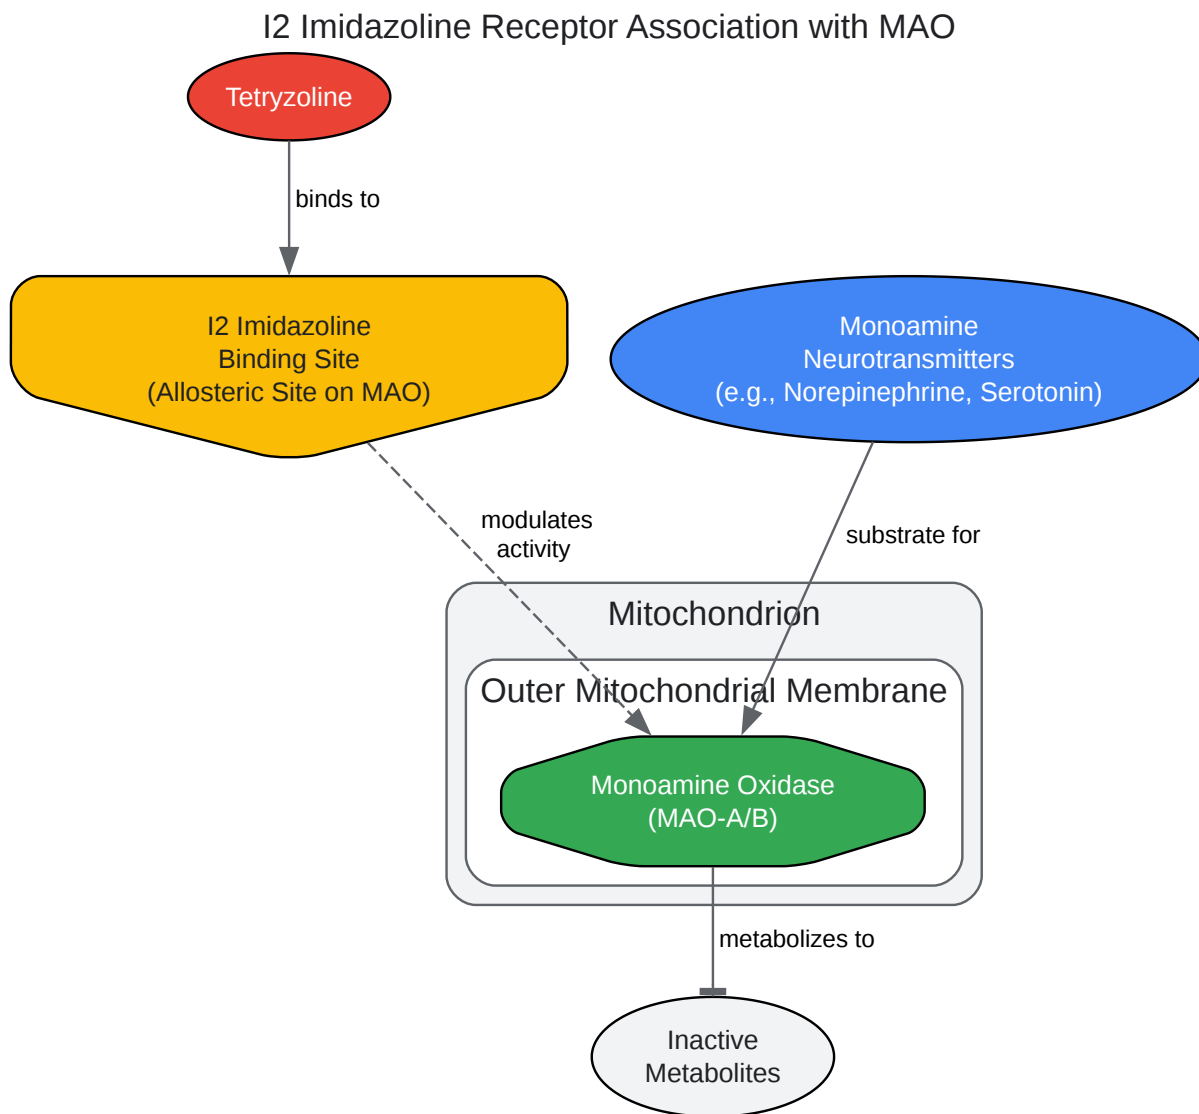 I2 Imidazoline Receptor Association with MAO
Tetryzoline
binds to
I2 Imidazoline
Binding Site
(Allosteric Site on MAO)
Monoamine
Neurotransmitters
(e.g., Norepinephrine, Serotonin)
modulates
activity
substrate for
Mitochondrion
Outer Mitochondrial Membrane
Monoamine Oxidase
(MAO-A/B)
metabolizes to
Inactive
Metabolites